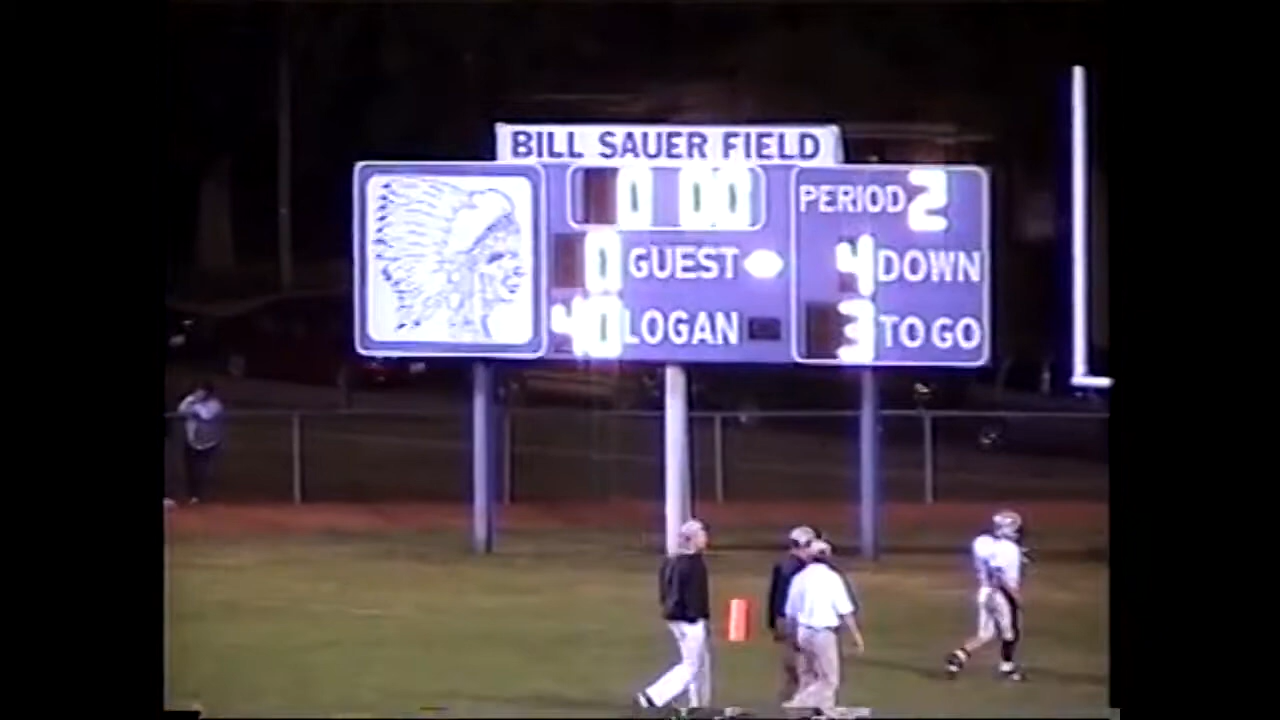 BILL SAUER FIELD
0 00
PERIOD 2
0 GUEST
4 DOWN
40 LOGAN
3 TO GO